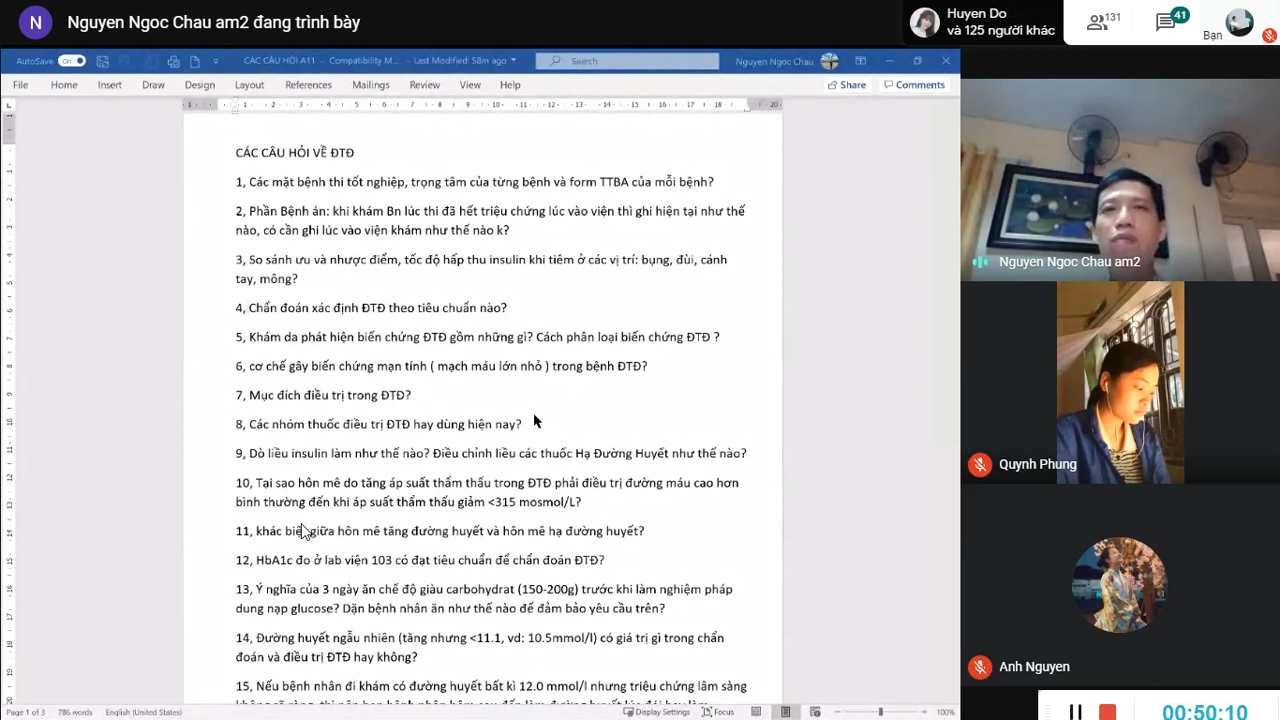 N Nguyen Ngoc Chau am2 đang trình bày
Huyen Do
và 125 người khác
131
41
Bạn
AutoSave On
CÁC CÂU HỎI A11 - Compatibility M... - Last Modified: 58m ago
Search
Nguyen Ngoc Chau
File Home Insert Draw Design Layout References Mailings Review View Help
Share Comments
CÁC CÂU HỎI VỀ ĐTĐ
1, Các mặt bệnh thi tốt nghiệp, trọng tâm của từng bệnh và form TTBA của mỗi bệnh?
2, Phần Bệnh án: khi khám Bn lúc thi đã hết triệu chứng lúc vào viện thì ghi hiện tại như thế
nào, có cần ghi lúc vào viện khám như thế nào k?
3, So sánh ưu và nhược điểm, tốc độ hấp thu insulin khi tiêm ở các vị trí: bụng, đùi, cánh
tay, mông?
4, Chẩn đoán xác định ĐTĐ theo tiêu chuẩn nào?
5, Khám da phát hiện biến chứng ĐTĐ gồm những gì? Cách phân loại biến chứng ĐTĐ ?
6, cơ chế gây biến chứng mạn tính ( mạch máu lớn nhỏ ) trong bệnh ĐTĐ?
7, Mục đích điều trị trong ĐTĐ?
8, Các nhóm thuốc điều trị ĐTĐ hay dùng hiện nay?
9, Dò liều insulin làm như thế nào? Điều chỉnh liều các thuốc Hạ Đường Huyết như thế nào?
10, Tại sao hôn mê do tăng áp suất thẩm thấu trong ĐTĐ phải điều trị đường máu cao hơn
bình thường đến khi áp suất thẩm thấu giảm <315 mosmol/L?
11, khác biệt giữa hôn mê tăng đường huyết và hôn mê hạ đường huyết?
12, HbA1c đo ở lab viện 103 có đạt tiêu chuẩn để chẩn đoán ĐTĐ?
13, Ý nghĩa của 3 ngày ăn chế độ giàu carbohydrat (150-200g) trước khi làm nghiệm pháp
dung nạp glucose? Dặn bệnh nhân ăn như thế nào để đảm bảo yêu cầu trên?
14, Đường huyết ngẫu nhiên (tăng nhưng <11.1, vd: 10.5mmol/l) có giá trị gì trong chẩn
đoán và điều trị ĐTĐ hay không?
15, Nếu bệnh nhân đi khám có đường huyết bất kì 12.0 mmol/l nhưng triệu chứng lâm sàng
Page 1 of 3 786 words English (United States)
Display Settings Focus 100%
Nguyen Ngoc Chau am2
Quynh Phung
Anh Nguyen
00:50:10